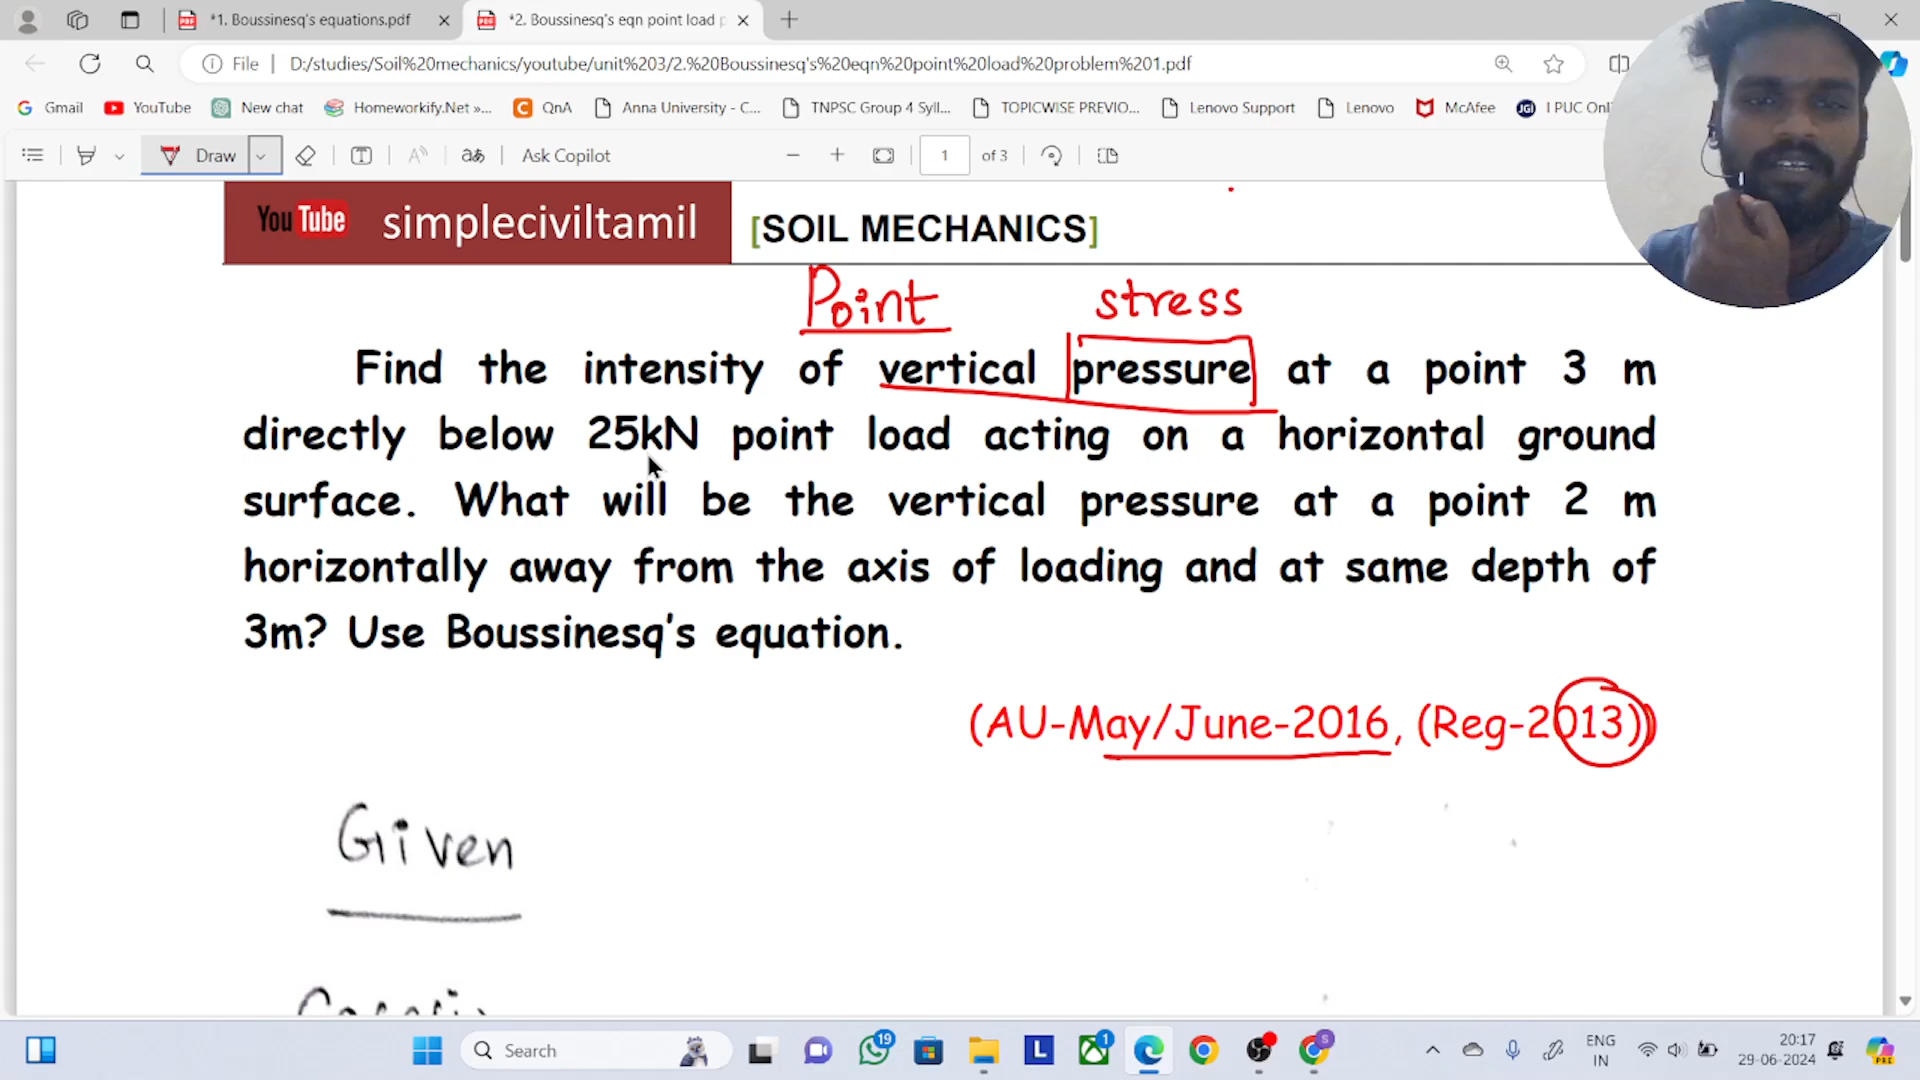 *1. Boussinesq's equations.pdf
*2. Boussinesq's eqn point load p
File
D:/studies/Soil%20mechanics/youtube/unit%203/2.%20Boussinesq's%20eqn%20point%20load%20problem%201.pdf
Gmail
YouTube
New chat
Homeworkify.Net »...
QnA
Anna University - C...
TNPSC Group 4 Syll...
TOPICWISE PREVIO...
Lenovo Support
Lenovo
McAfee
I PUC Onli
Draw
Ask Copilot
1 of 3
YouTube simpleciviltamil [SOIL MECHANICS]
Point stress
Find the intensity of vertical pressure at a point 3 m
directly below 25kN point load acting on a horizontal ground
surface. What will be the vertical pressure at a point 2 m
horizontally away from the axis of loading and at same depth of
3m? Use Boussinesq's equation.
(AU-May/June-2016, (Reg-2013))
Given
Search
19
1
ENG
IN
20:17
29-06-2024